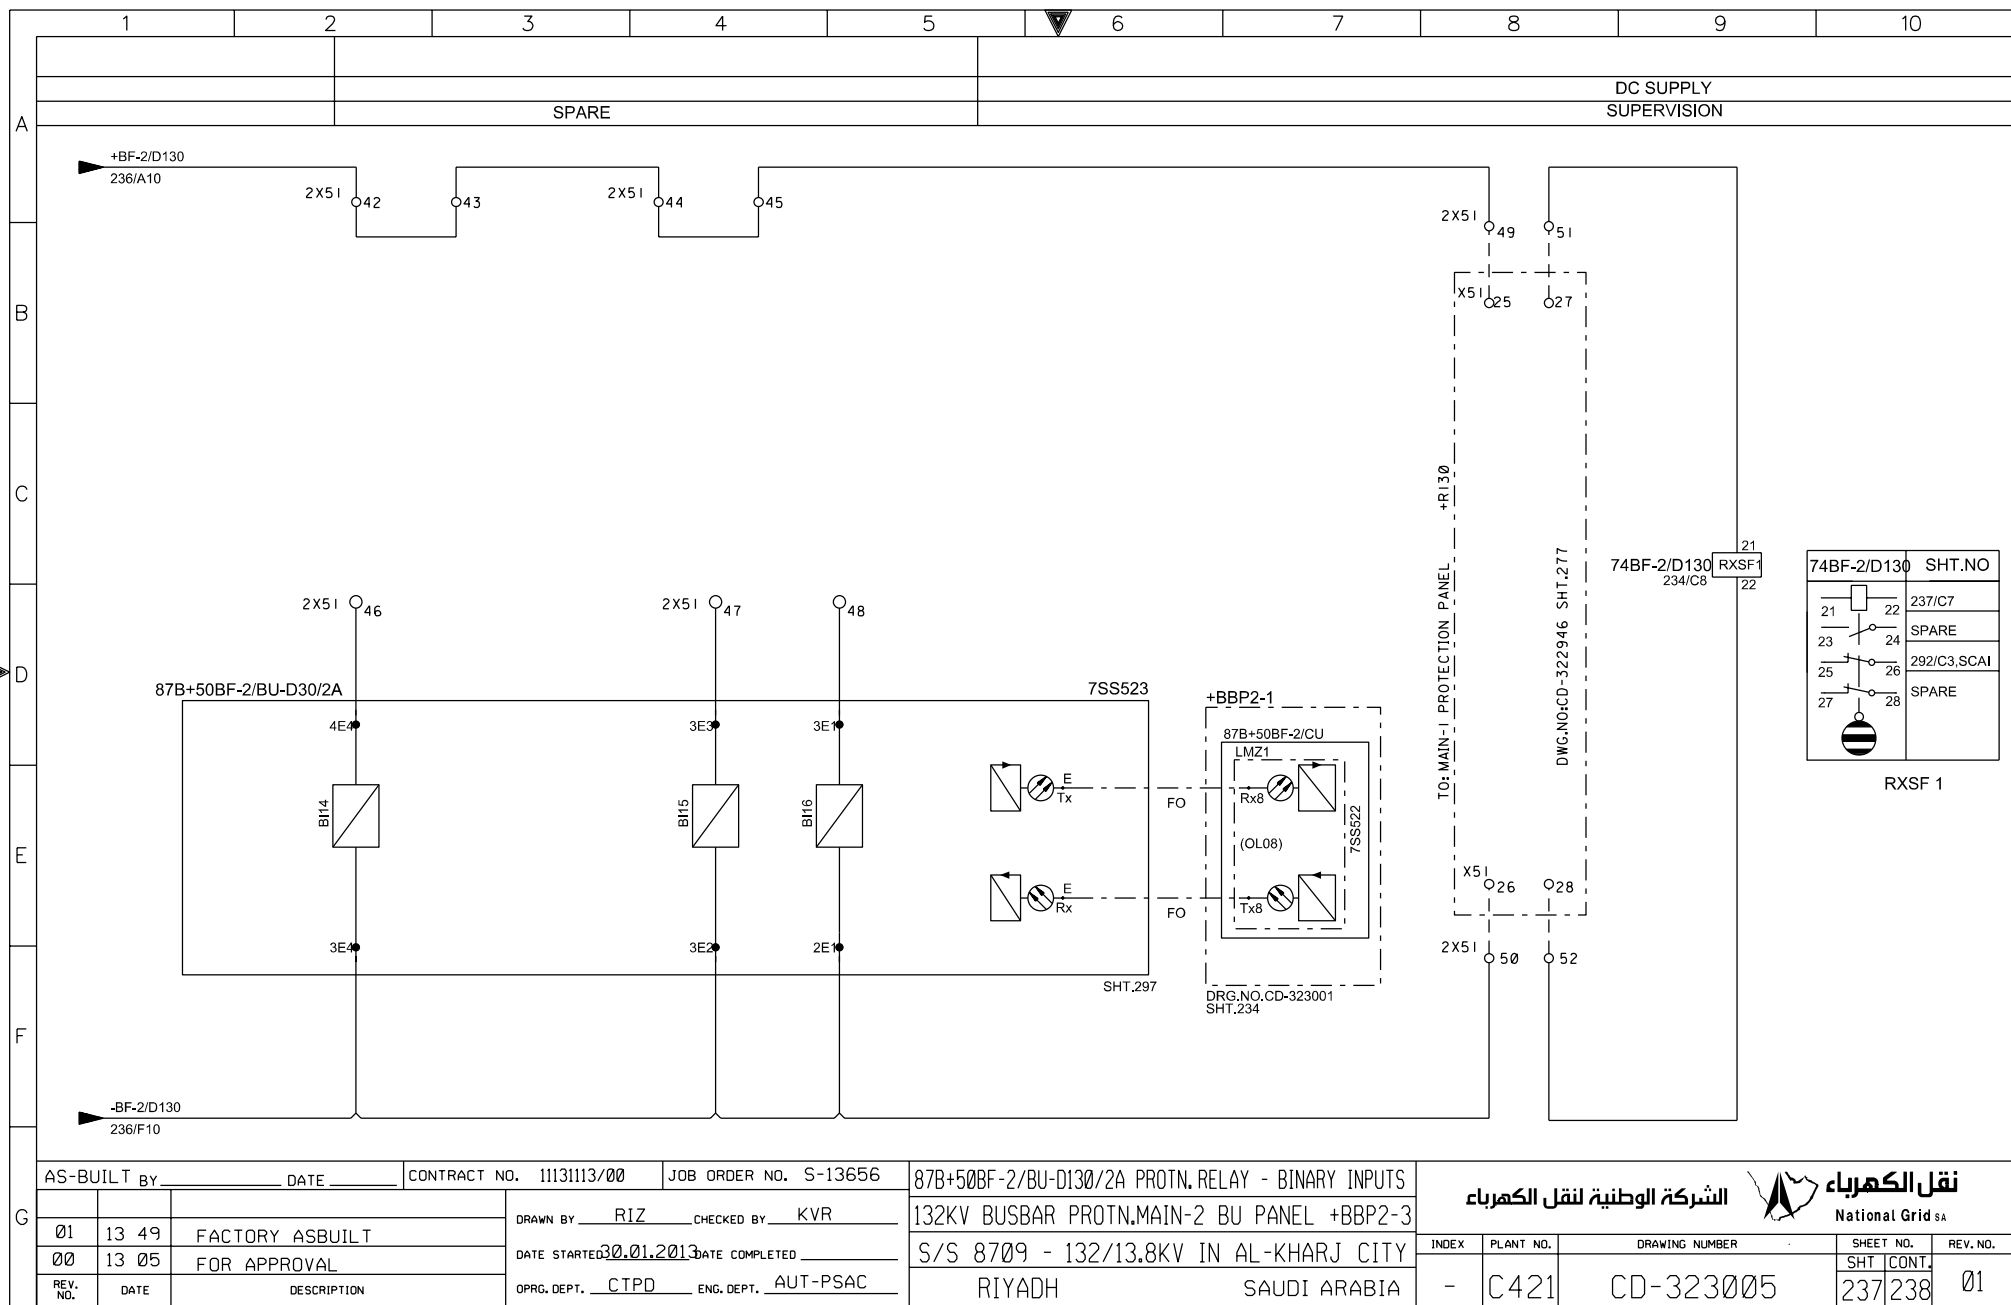 1 2 3 4 5 6 7 8 9 10
A
B
C
D
E
F
G
SPARE
DC SUPPLY
SUPERVISION
+BF-2/D130
236/A10
2X51 42 43
2X51 44 45
2X51 49 51
X51 25 27
TO: MAIN-1 PROTECTION PANEL +R130
DWG.NO:CD-322946 SHT.277
74BF-2/D130
234/C8
21
RXSF1
22
74BF-2/D130 SHT.NO
21 22 237/C7
23 24 SPARE
25 26 292/C3,SCAI
27 28 SPARE
RXSF 1
2X51 46
2X51 47
48
87B+50BF-2/BU-D30/2A
7SS523
4E4 3E3 3E1
BI14 BI15 BI16
3E4 3E2 2E1
E
Tx
FO
E
Rx
FO
SHT.297
+BBP2-1
87B+50BF-2/CU
LMZ1
Rx8
(OL08)
7SS522
Tx8
DRG.NO.CD-323001
SHT.234
X51 26 28
2X51 50 52
-BF-2/D130
236/F10
AS-BUILT BY DATE
CONTRACT NO. 11131113/00
JOB ORDER NO. S-13656
01 13 49 FACTORY ASBUILT
00 13 05 FOR APPROVAL
REV. NO. DATE DESCRIPTION
DRAWN BY RIZ CHECKED BY KVR
DATE STARTED 30.01.2013 DATE COMPLETED
OPRG. DEPT. CTPD ENG. DEPT. AUT-PSAC
87B+50BF-2/BU-D130/2A PROTN. RELAY - BINARY INPUTS
132KV BUSBAR PROTN.MAIN-2 BU PANEL +BBP2-3
S/S 8709 - 132/13.8KV IN AL-KHARJ CITY
RIYADH SAUDI ARABIA
الشركة الوطنية لنقل الكهرباء
نقل الكهرباء
National Grid SA
INDEX PLANT NO. DRAWING NUMBER SHEET NO. REV. NO.
SHT CONT.
- C421 CD-323005 237 238 01